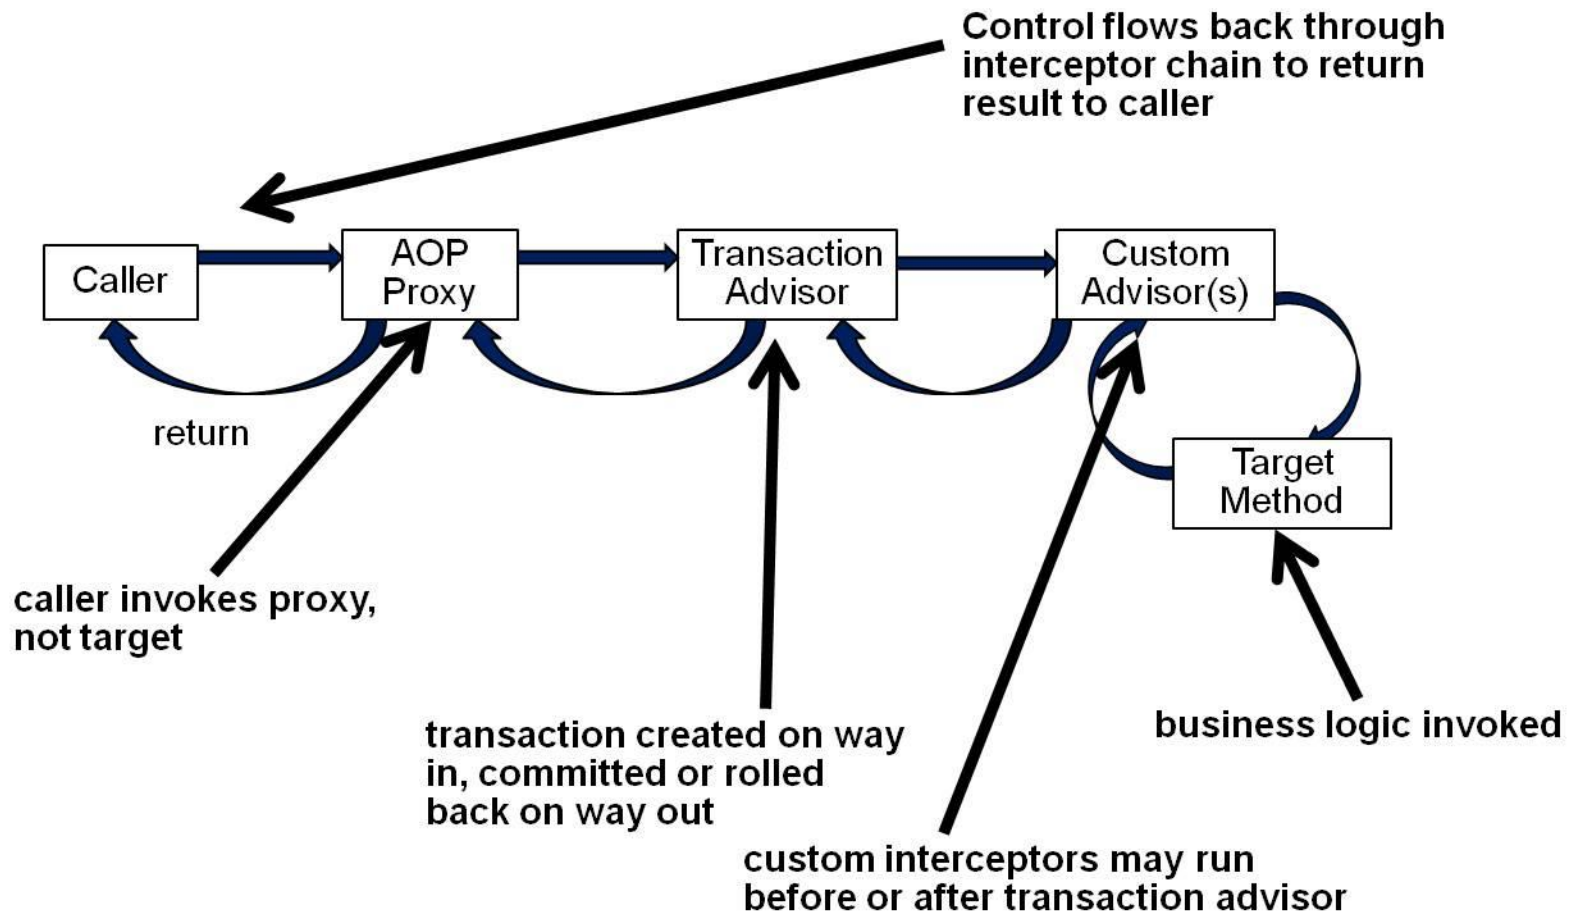 Control flows back through
interceptor chain to return
result to caller
Caller
AOP
Proxy
Transaction
Advisor
Custom
Advisor(s)
return
Target
Method
caller invokes proxy,
not target
transaction created on way
in, committed or rolled
back on way out
business logic invoked
custom interceptors may run
before or after transaction advisor